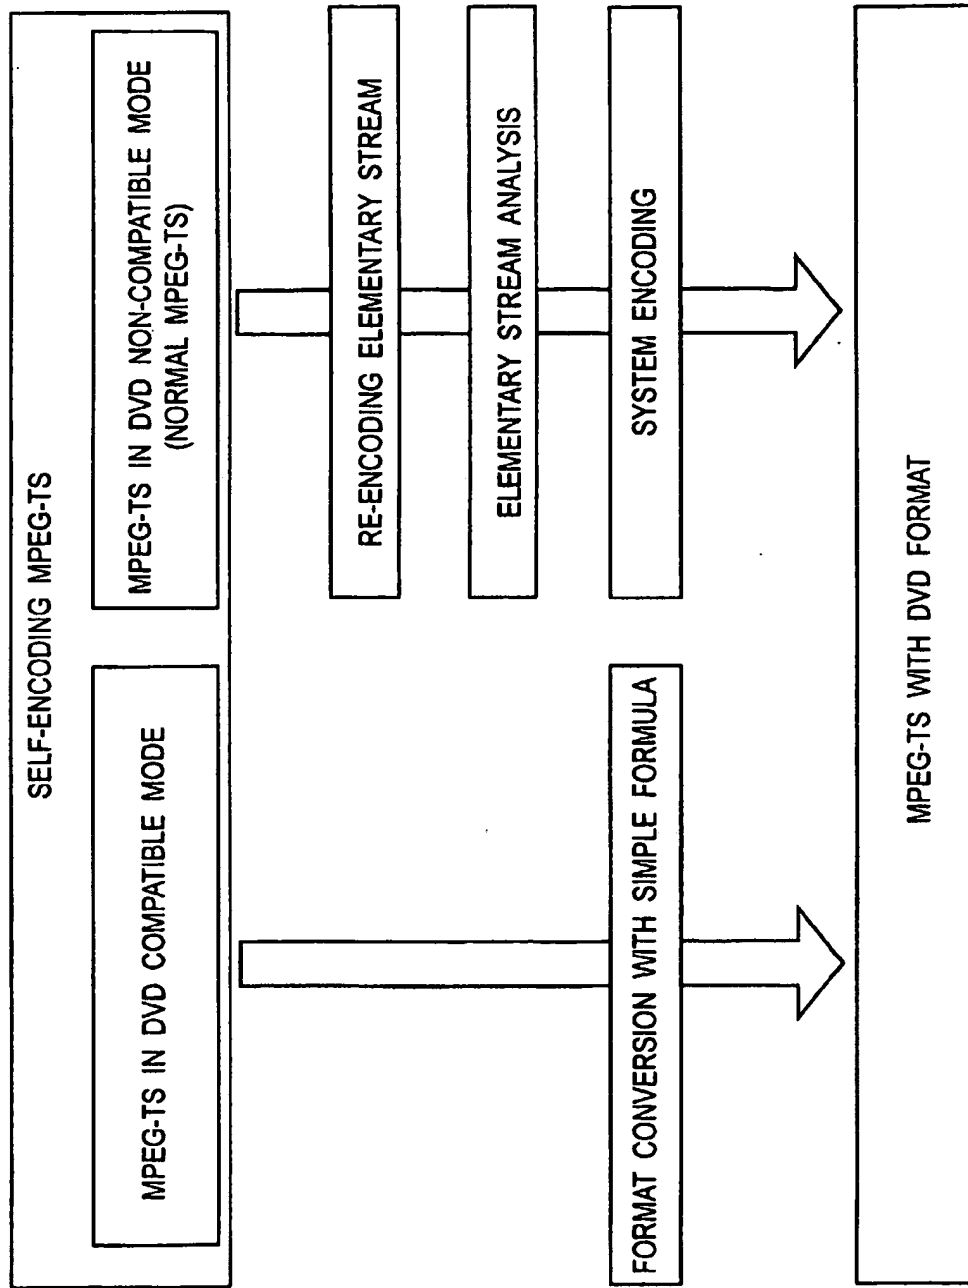 SELF-ENCODING MPEG-TS
MPEG-TS IN DVD COMPATIBLE MODE
MPEG-TS IN DVD NON-COMPATIBLE MODE
(NORMAL MPEG-TS)
RE-ENCODING ELEMENTARY STREAM
ELEMENTARY STREAM ANALYSIS
FORMAT CONVERSION WITH SIMPLE FORMULA
SYSTEM ENCODING
MPEG-TS WITH DVD FORMAT